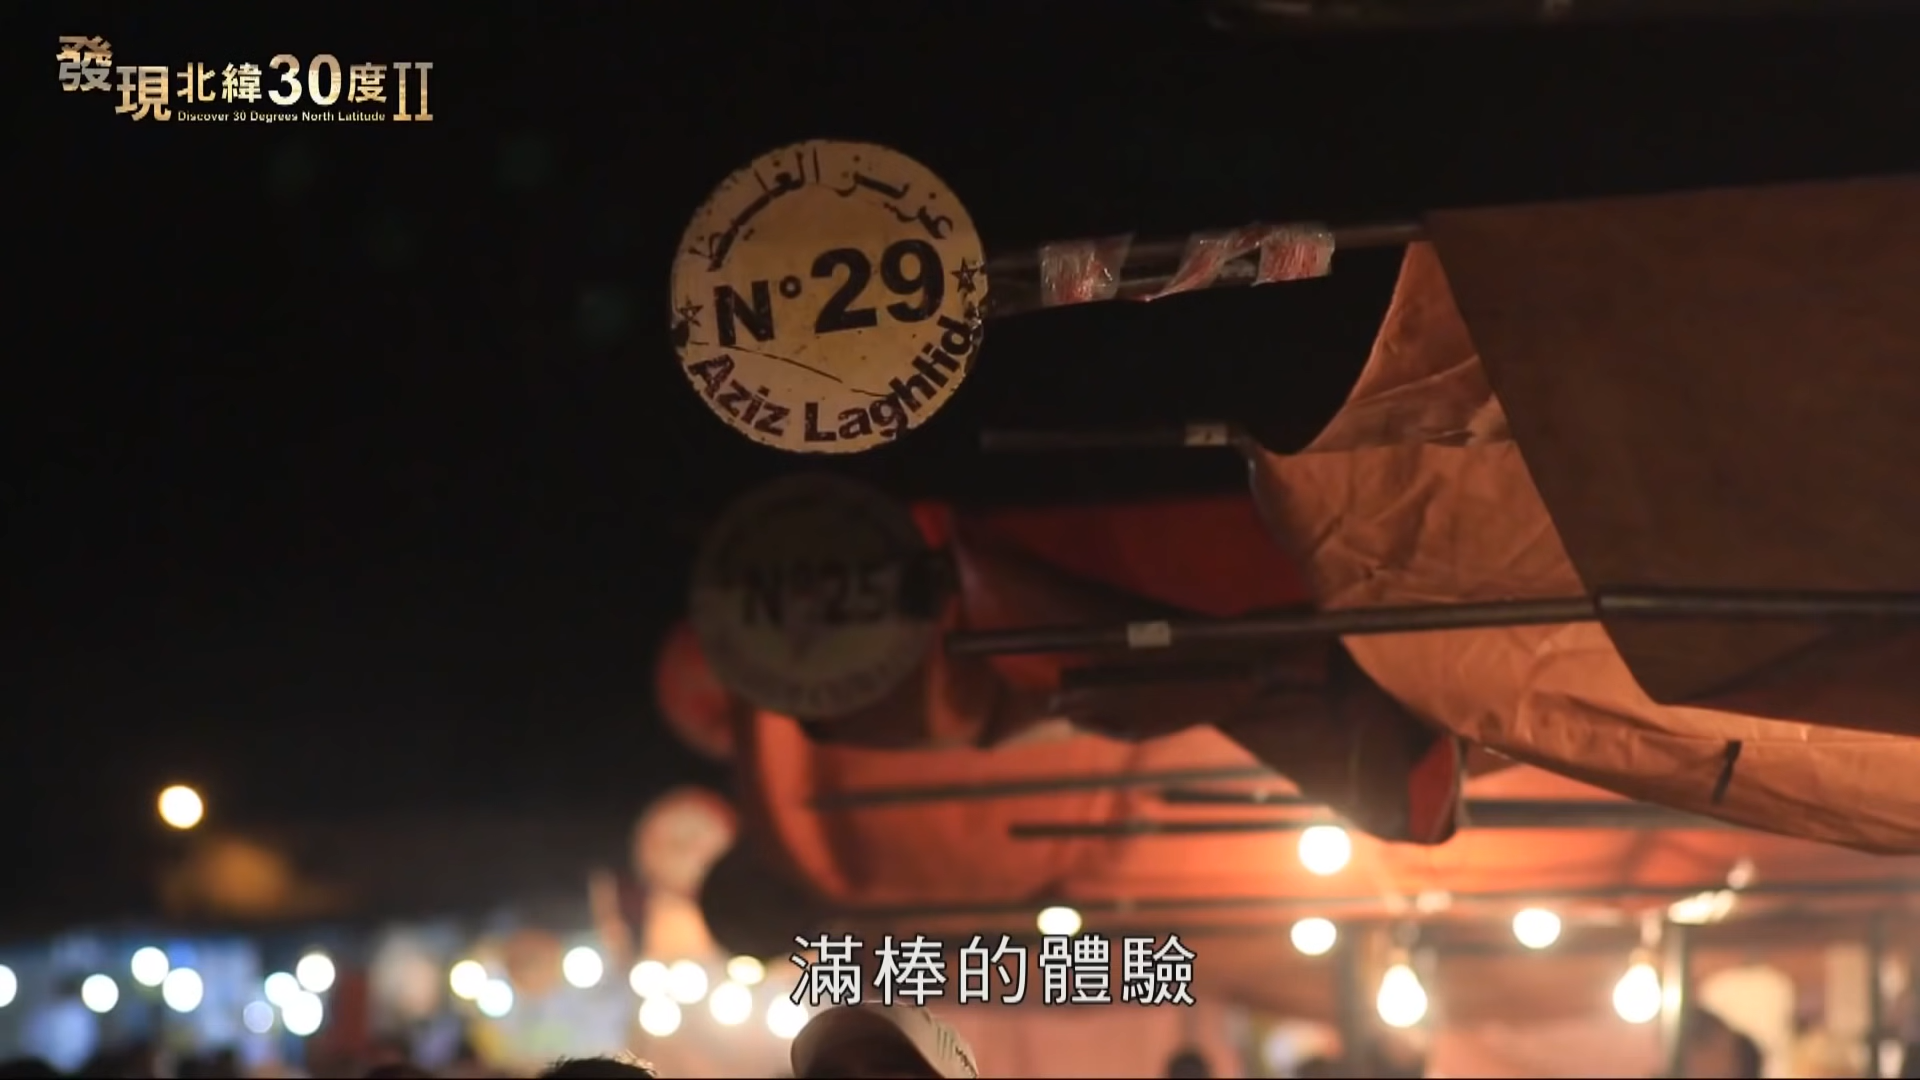 發現北緯30度II
Discover 30 Degrees North Latitude
عزيز الغليظ
N°29
Aziz Laghlid
N°25
滿棒的體驗